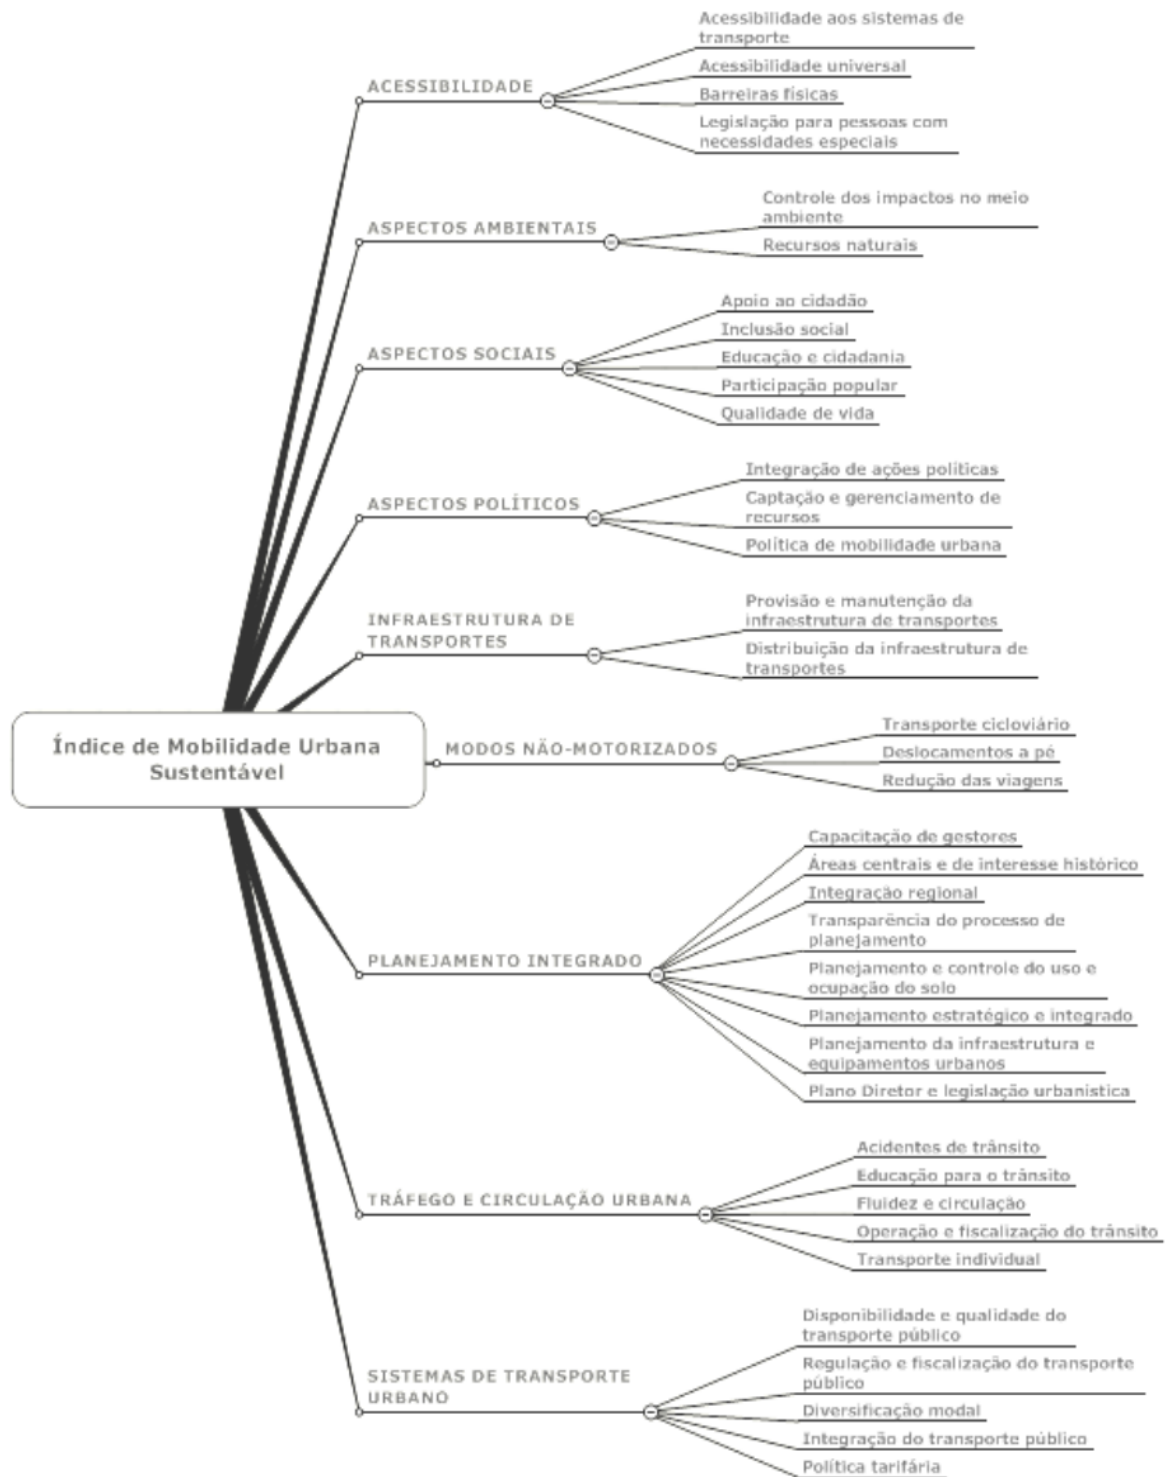 ACESSIBILIDADE
Acessibilidade aos sistemas de
transporte
Acessibilidade universal
Barreiras físicas
Legislação para pessoas com
necessidades especiais
ASPECTOS AMBIENTAIS
Controle dos impactos no meio
ambiente
Recursos naturais
ASPECTOS SOCIAIS
Apoio ao cidadão
Inclusão social
Educação e cidadania
Participação popular
Qualidade de vida
ASPECTOS POLÍTICOS
Integração de ações políticas
Captação e gerenciamento de
recursos
Política de mobilidade urbana
INFRAESTRUTURA DE
TRANSPORTES
Provisão e manutenção da
infraestrutura de transportes
Distribuição da infraestrutura de
transportes
Índice de Mobilidade Urbana
Sustentável
MODOS NÃO-MOTORIZADOS
Transporte cicloviário
Deslocamentos a pé
Redução das viagens
PLANEJAMENTO INTEGRADO
Capacitação de gestores
Áreas centrais e de interesse histórico
Integração regional
Transparência do processo de
planejamento
Planejamento e controle do uso e
ocupação do solo
Planejamento estratégico e integrado
Planejamento da infraestrutura e
equipamentos urbanos
Plano Diretor e legislação urbanística
TRÁFEGO E CIRCULAÇÃO URBANA
Acidentes de trânsito
Educação para o trânsito
Fluidez e circulação
Operação e fiscalização do trânsito
Transporte individual
SISTEMAS DE TRANSPORTE
URBANO
Disponibilidade e qualidade do
transporte público
Regulação e fiscalização do transporte
público
Diversificação modal
Integração do transporte público
Política tarifária